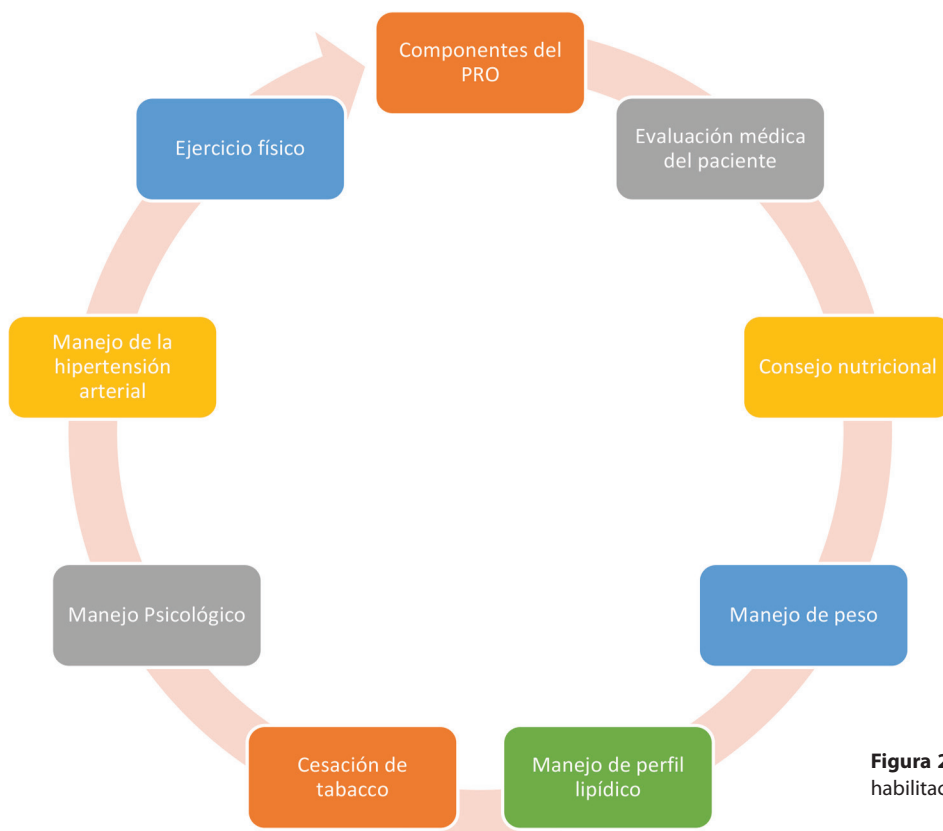 Componentes del
PRO
Evaluación médica
del paciente
Consejo nutricional
Manejo de peso
Manejo de perfil
lipídico
Cesación de
tabacco
Manejo Psicológico
Manejo de la
hipertensión
arterial
Ejercicio físico
Figura 2
habilitac